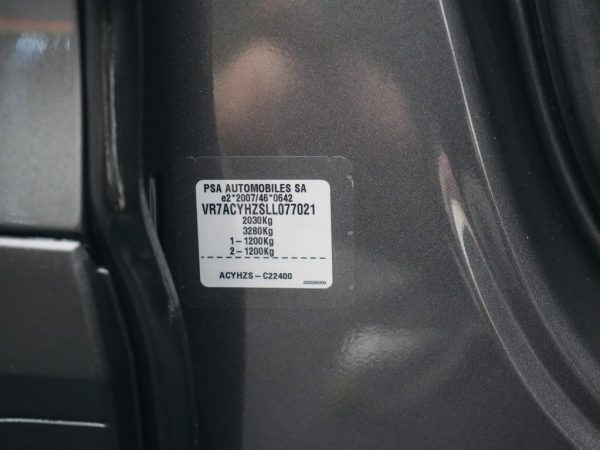 PSA AUTOMOBILES SA
e2*2007/46*0642
VR7ACYHZSLL077021
2030Kg
3280Kg
1–1200Kg
2–1200Kg
ACYHZS–C22400